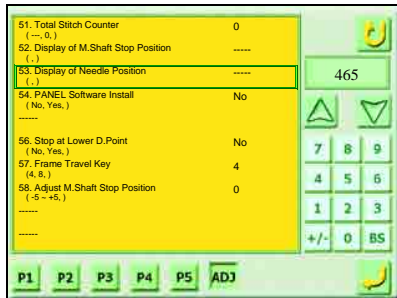 51. Total Stitch Counter 0
( ---, 0, )
52. Display of M.Shaft Stop Position -----
( , )
53. Display of Needle Position -----
( , )
465
54. PANEL Software Install No
( No, Yes, )
------
56. Stop at Lower D.Point No
( No, Yes, )
57. Frame Travel Key 4
(4, 8, )
58. Adjust M.Shaft Stop Position 0
( -5 ~ +5, )
------
------
7 8 9
4 5 6
1 2 3
+/- 0 BS
P1 P2 P3 P4 P5 ADJ